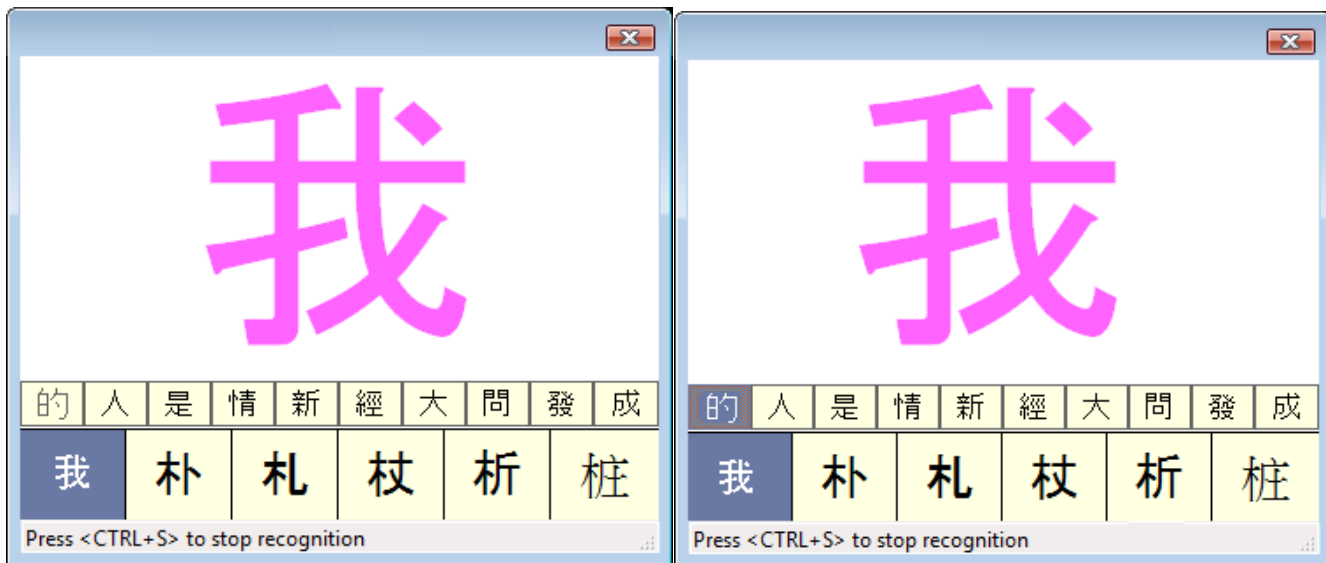 我
的 人 是 情 新 經 大 問 發 成
我 朴 札 杖 析 桩
Press <CTRL+S> to stop recognition
我
的 人 是 情 新 經 大 問 發 成
我 朴 札 杖 析 桩
Press <CTRL+S> to stop recognition